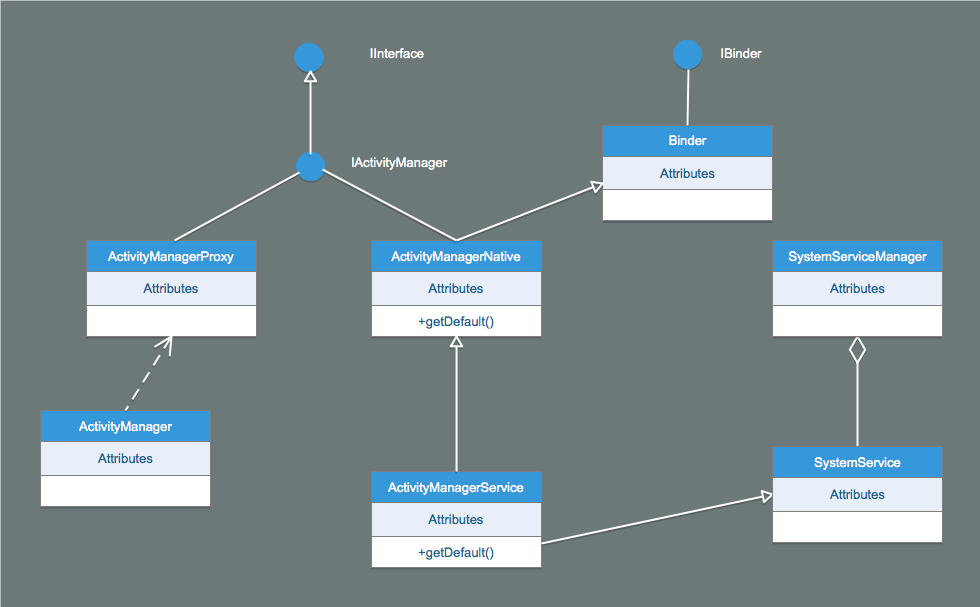 IInterface
IBinder
IActivityManager
Binder
Attributes
ActivityManagerProxy
Attributes
ActivityManagerNative
Attributes
+getDefault()
SystemServiceManager
Attributes
ActivityManager
Attributes
ActivityManagerService
Attributes
+getDefault()
SystemService
Attributes